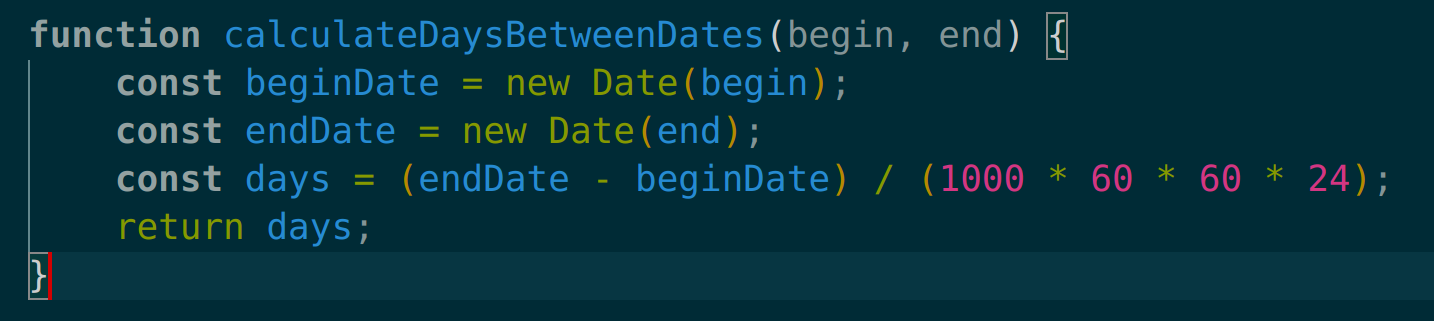 function calculateDaysBetweenDates(begin, end) {
    const beginDate = new Date(begin);
    const endDate = new Date(end);
    const days = (endDate - beginDate) / (1000 * 60 * 60 * 24);
    return days;
}